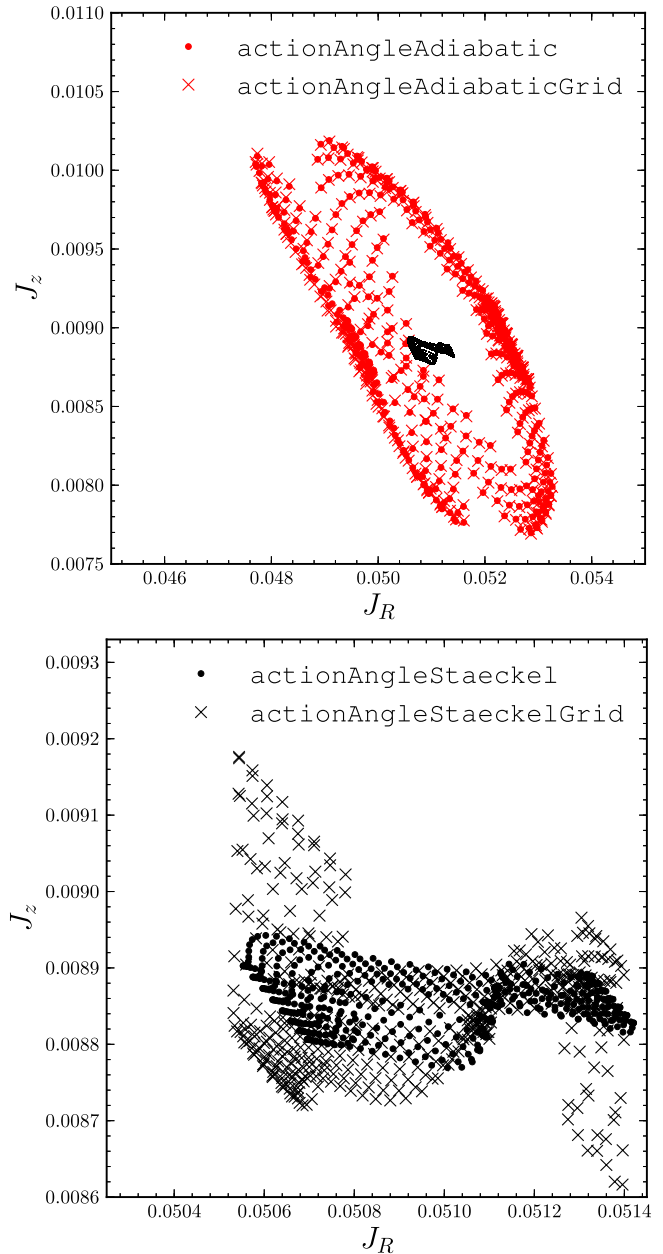 0.0110
actionAngleAdiabatic
actionAngleAdiabaticGrid
0.0105
0.0100
0.0095
J_z
0.0090
0.0085
0.0080
0.0075
0.046 0.048 0.050 0.052 0.054
J_R
0.0093
actionAngleStaeckel
actionAngleStaeckelGrid
0.0092
0.0091
0.0090
J_z
0.0089
0.0088
0.0087
0.0086
0.0504 0.0506 0.0508 0.0510 0.0512 0.0514
J_R